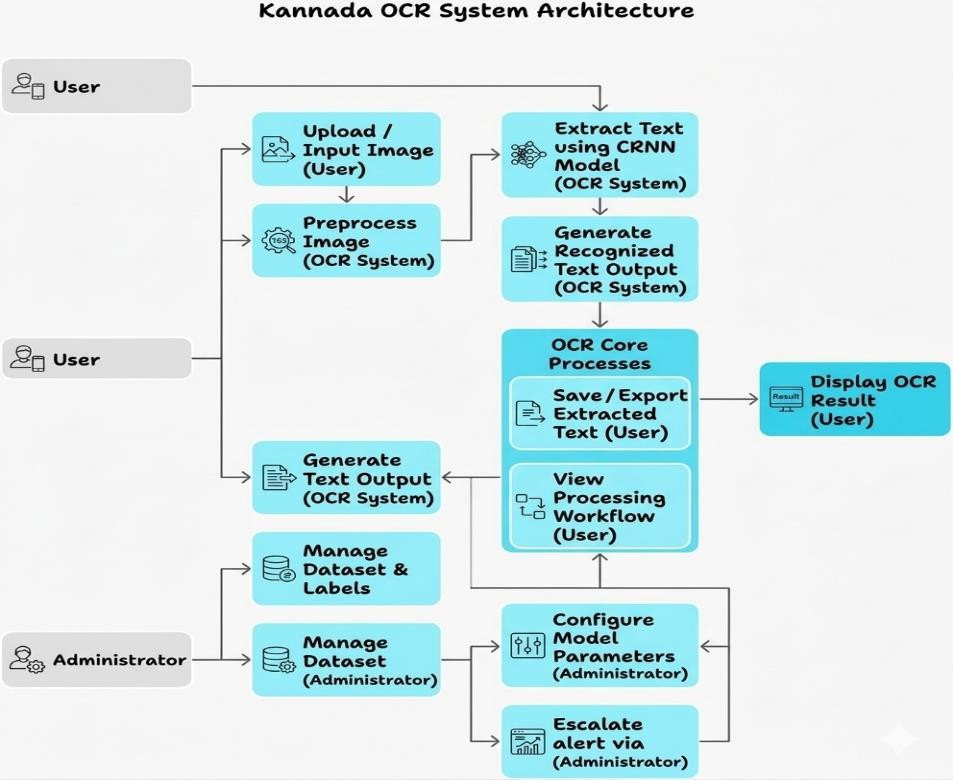 Kannada OCR System Architecture
User
Upload /
Input Image
(User)
Extract Text
using CRNN
Model
(OCR System)
Preprocess
Image
(OCR System)
Generate
Recognized
Text Output
(OCR System)
User
OCR Core
Processes
Save / Export
Extracted
Text (User)
View
Processing
Workflow
(User)
Result
Display OCR
Result
(User)
Generate
Text Output
(OCR System)
Manage
Dataset &
Labels
Administrator
Manage
Dataset
(Administrator)
Configure
Model
Parameters
(Administrator)
Escalate
alert via
(Administrator)